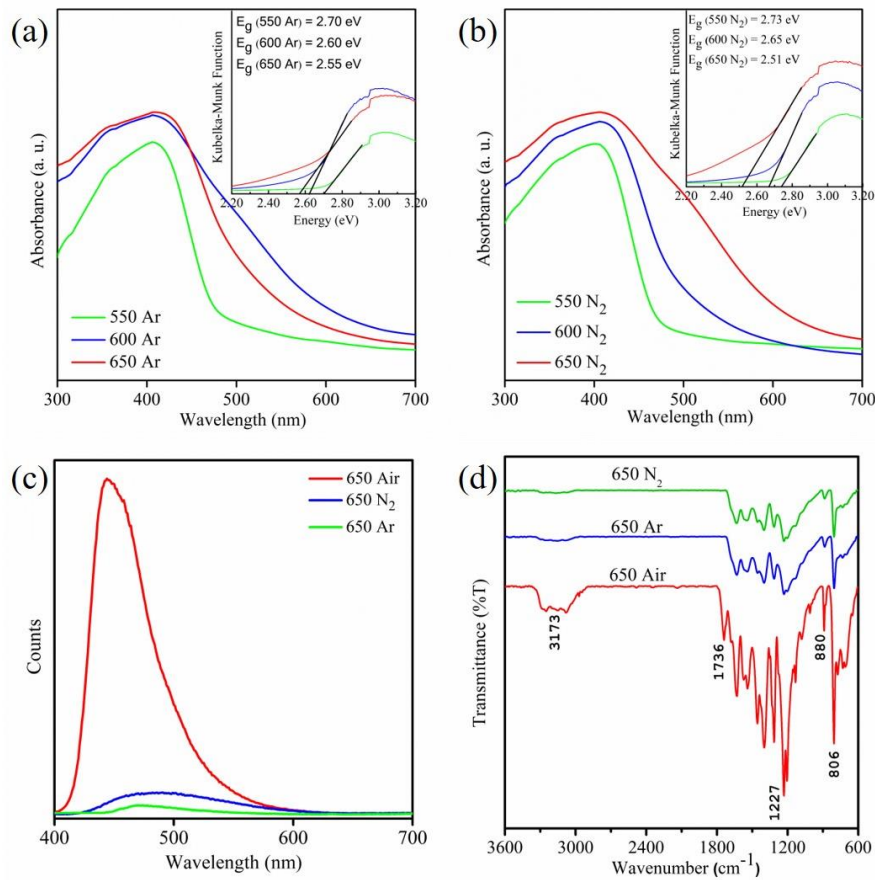 (a)
E_g (550 Ar) = 2.70 eV
E_g (600 Ar) = 2.60 eV
E_g (650 Ar) = 2.55 eV
Kubelka-Munk Function
2.20 2.40 2.60 2.80 3.00 3.20
Energy (eV)
Absorbance (a. u.)
550 Ar
600 Ar
650 Ar
300 400 500 600 700
Wavelength (nm)
(b)
E_g (550 N₂) = 2.73 eV
E_g (600 N₂) = 2.65 eV
E_g (650 N₂) = 2.51 eV
Kubelka-Munk Function
2.20 2.40 2.60 2.80 3.00 3.20
Energy (eV)
Absorbance (a. u.)
550 N₂
600 N₂
650 N₂
300 400 500 600 700
Wavelength (nm)
(c)
650 Air
650 N₂
650 Ar
Counts
400 500 600 700
Wavelength (nm)
(d)
650 N₂
650 Ar
650 Air
3173
1736
1227
880
806
Transmittance (%T)
3600 3000 2400 1800 1200 600
Wavenumber (cm⁻¹)